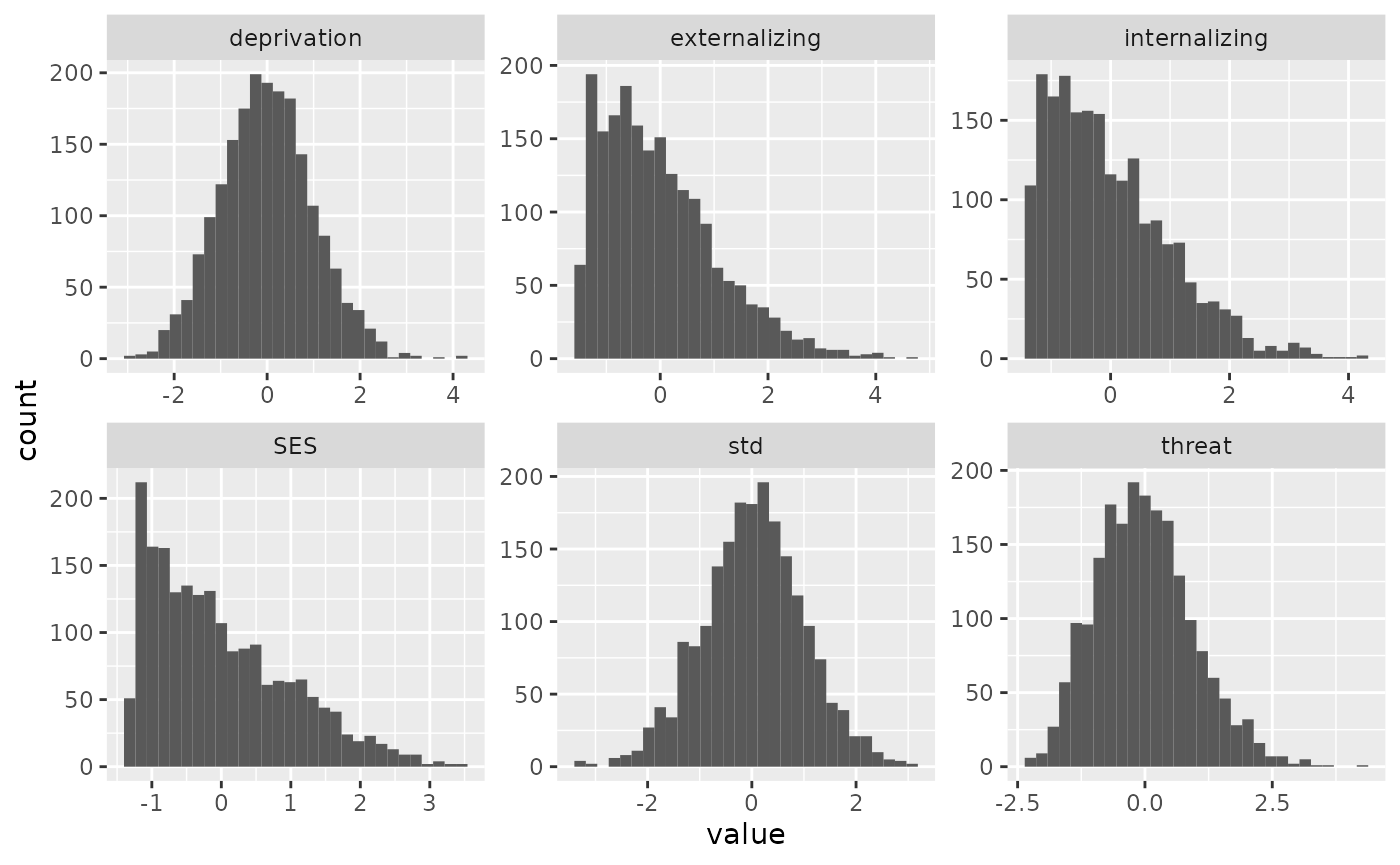 deprivation externalizing internalizing
200 200
150
150 150
100
100 100
50 50 50
0 0 0
-2 0 2 4 0 2 4 0 2 4
count
SES std threat
200 200 200
150 150 150
100 100 100
50 50 50
0 0 0
-1 0 1 2 3 -2 0 2 -2.5 0.0 2.5
value